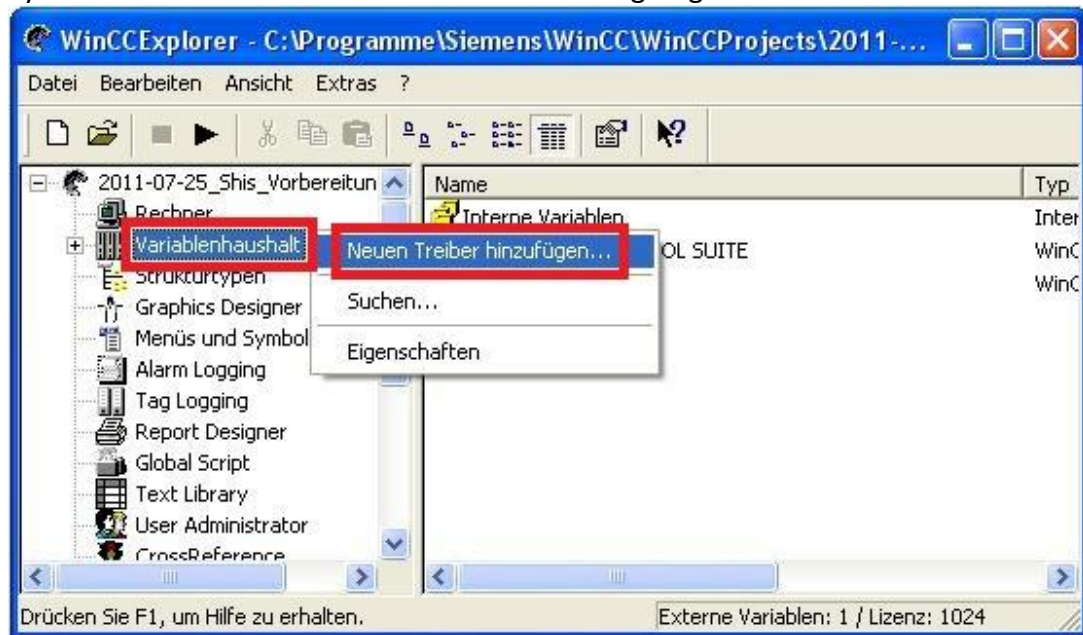 WinCCExplorer - C:\Programme\Siemens\WinCC\WinCCProjects\2011-...
Datei Bearbeiten Ansicht Extras ?
2011-07-25_Shis_Vorbereitun
Name Typ
Rechner
Interne Variablen Inter
Variablenhaushalt
Neuen Treiber hinzufügen...
OL SUITE WinC
Strukturtypen
WinC
Suchen...
Graphics Designer
Menüs und Symbol
Eigenschaften
Alarm Logging
Tag Logging
Report Designer
Global Script
Text Library
User Administrator
CrossReference
Drücken Sie F1, um Hilfe zu erhalten. Externe Variablen: 1 / Lizenz: 1024